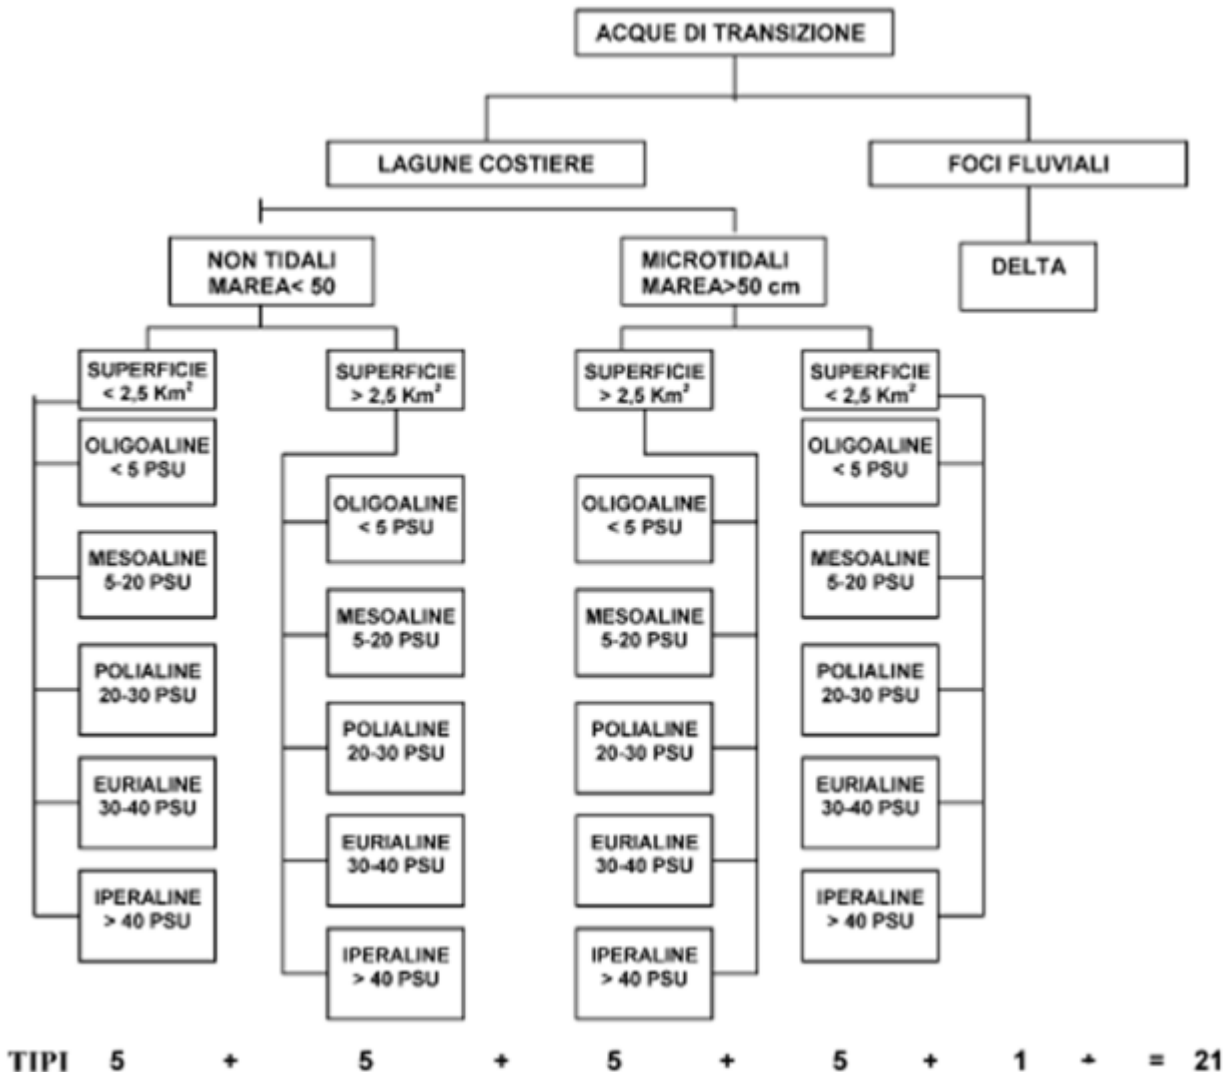 ACQUE DI TRANSIZIONE
LAGUNE COSTIERE
FOCI FLUVIALI
NON TIDALI
MAREA< 50
MICROTIDALI
MAREA>50 cm
DELTA
SUPERFICIE
< 2,5 Km²
OLIGOALINE
< 5 PSU
MESOALINE
5-20 PSU
POLIALINE
20-30 PSU
EURIALINE
30-40 PSU
IPERALINE
> 40 PSU
SUPERFICIE
> 2,5 Km²
OLIGOALINE
< 5 PSU
MESOALINE
5-20 PSU
POLIALINE
20-30 PSU
EURIALINE
30-40 PSU
IPERALINE
> 40 PSU
SUPERFICIE
> 2,5 Km²
OLIGOALINE
< 5 PSU
MESOALINE
5-20 PSU
POLIALINE
20-30 PSU
EURIALINE
30-40 PSU
IPERALINE
> 40 PSU
SUPERFICIE
< 2,5 Km²
OLIGOALINE
< 5 PSU
MESOALINE
5-20 PSU
POLIALINE
20-30 PSU
EURIALINE
30-40 PSU
IPERALINE
> 40 PSU
TIPI 5 + 5 + 5 + 5 + 1 + = 21